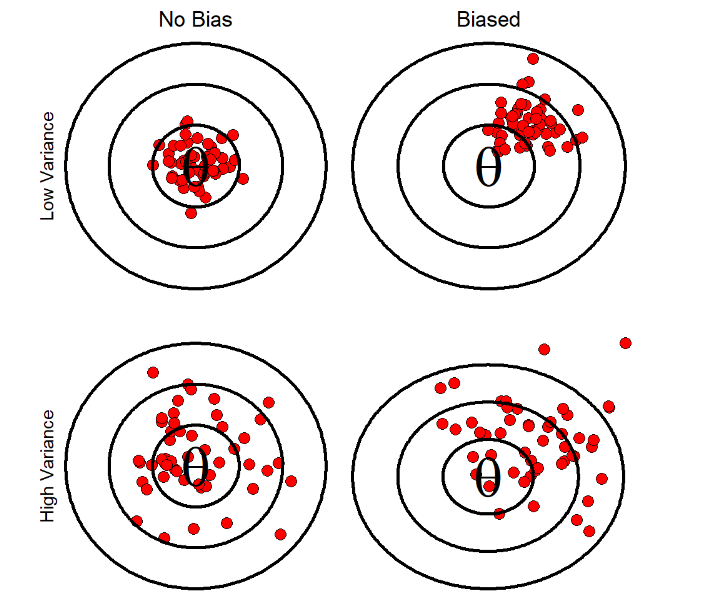 No Bias
Biased
Low Variance
θ
θ
High Variance
θ
θ